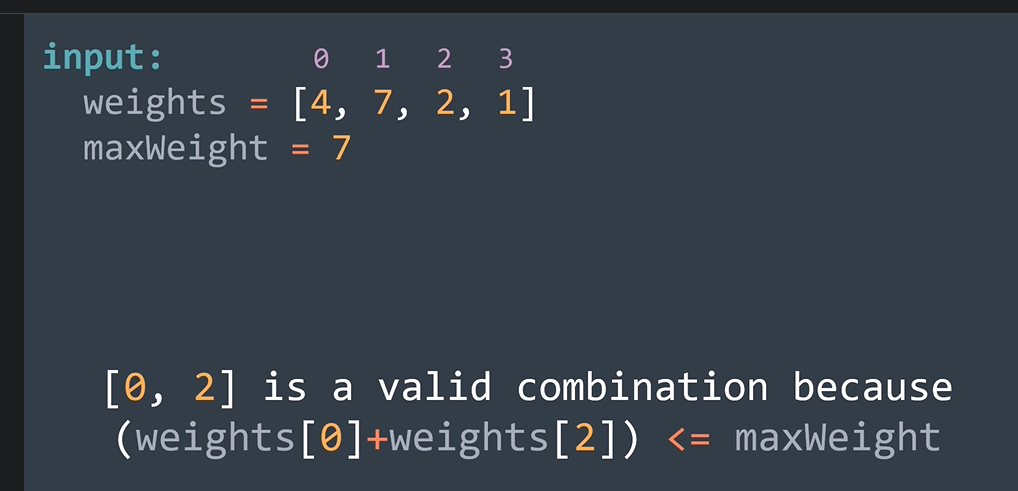 input: 0 1 2 3
weights = [4, 7, 2, 1]
maxWeight = 7
[0, 2] is a valid combination because
(weights[0]+weights[2]) <= maxWeight